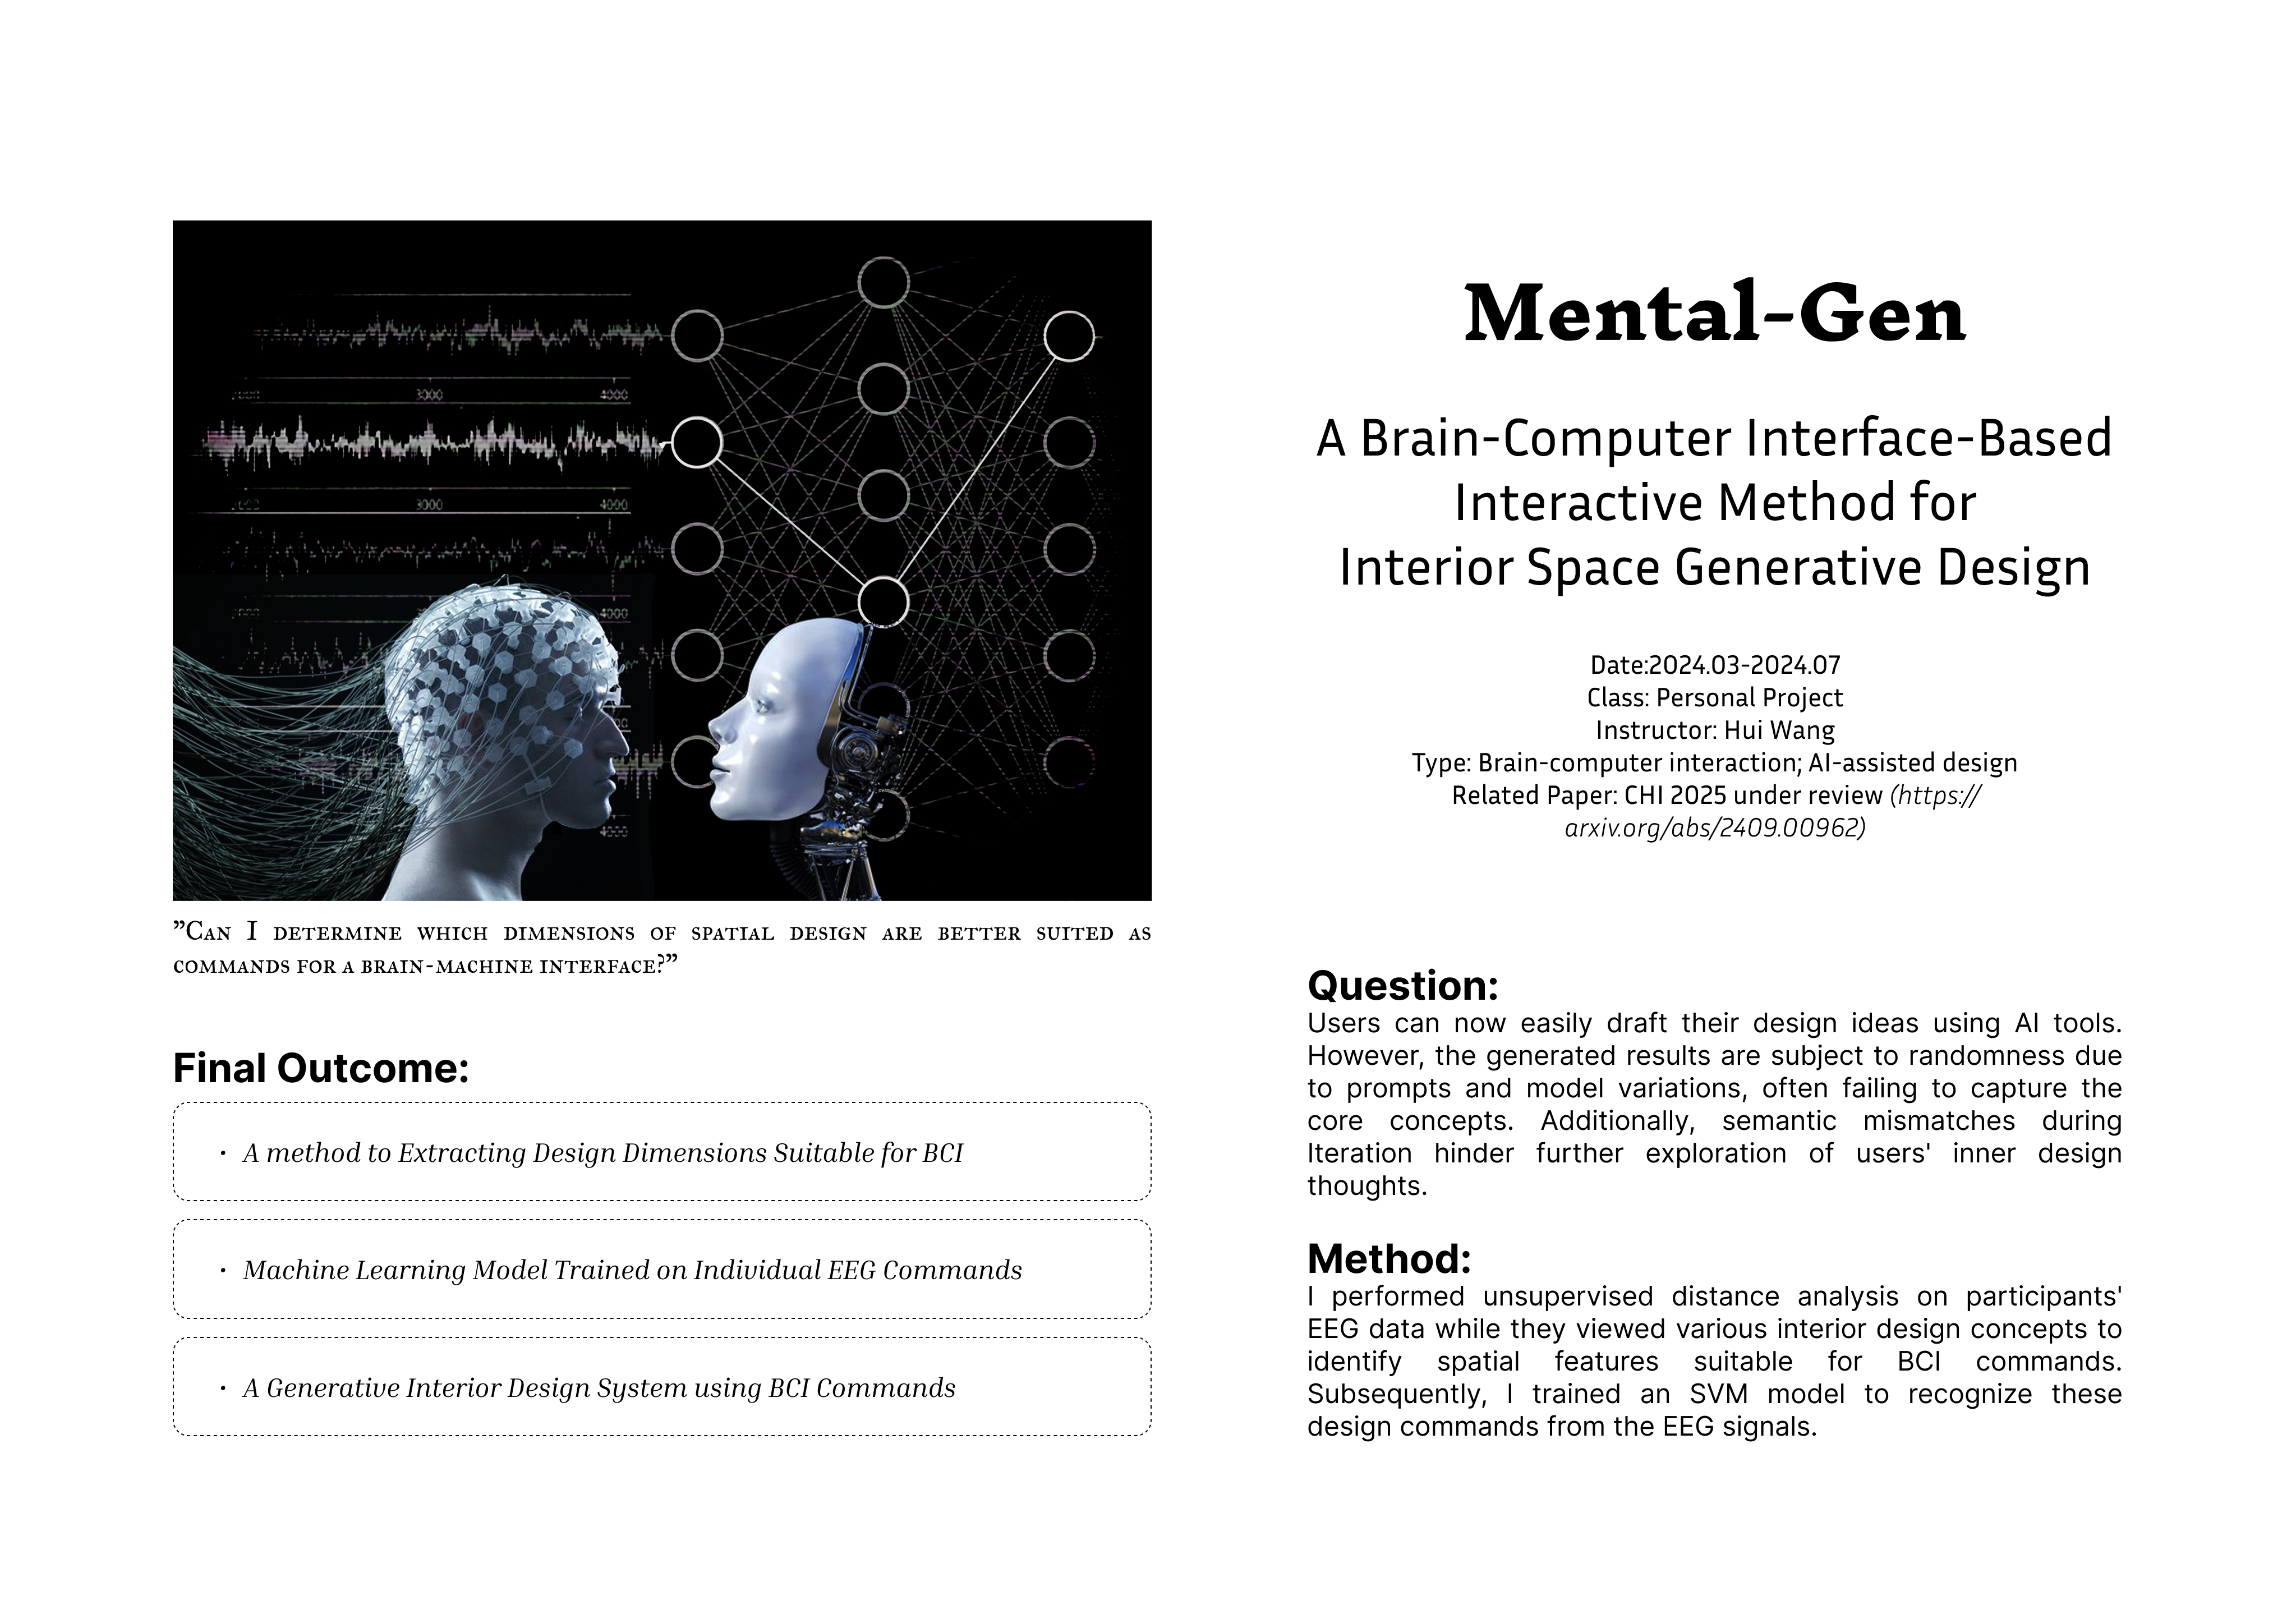 3000
4000
3000
4000
4000
”Can I determine which dimensions of spatial design are better suited as
commands for a brain-machine interface?”
Final Outcome:
· A method to Extracting Design Dimensions Suitable for BCI
· Machine Learning Model Trained on Individual EEG Commands
· A Generative Interior Design System using BCI Commands
Mental-Gen
A Brain-Computer Interface-Based
Interactive Method for
Interior Space Generative Design
Date:2024.03-2024.07
Class: Personal Project
Instructor: Hui Wang
Type: Brain-computer interaction; AI-assisted design
Related Paper: CHI 2025 under review (https://
arxiv.org/abs/2409.00962)
Question:
Users can now easily draft their design ideas using AI tools.
However, the generated results are subject to randomness due
to prompts and model variations, often failing to capture the
core concepts. Additionally, semantic mismatches during
Iteration hinder further exploration of users' inner design
thoughts.
Method:
I performed unsupervised distance analysis on participants'
EEG data while they viewed various interior design concepts to
identify spatial features suitable for BCI commands.
Subsequently, I trained an SVM model to recognize these
design commands from the EEG signals.